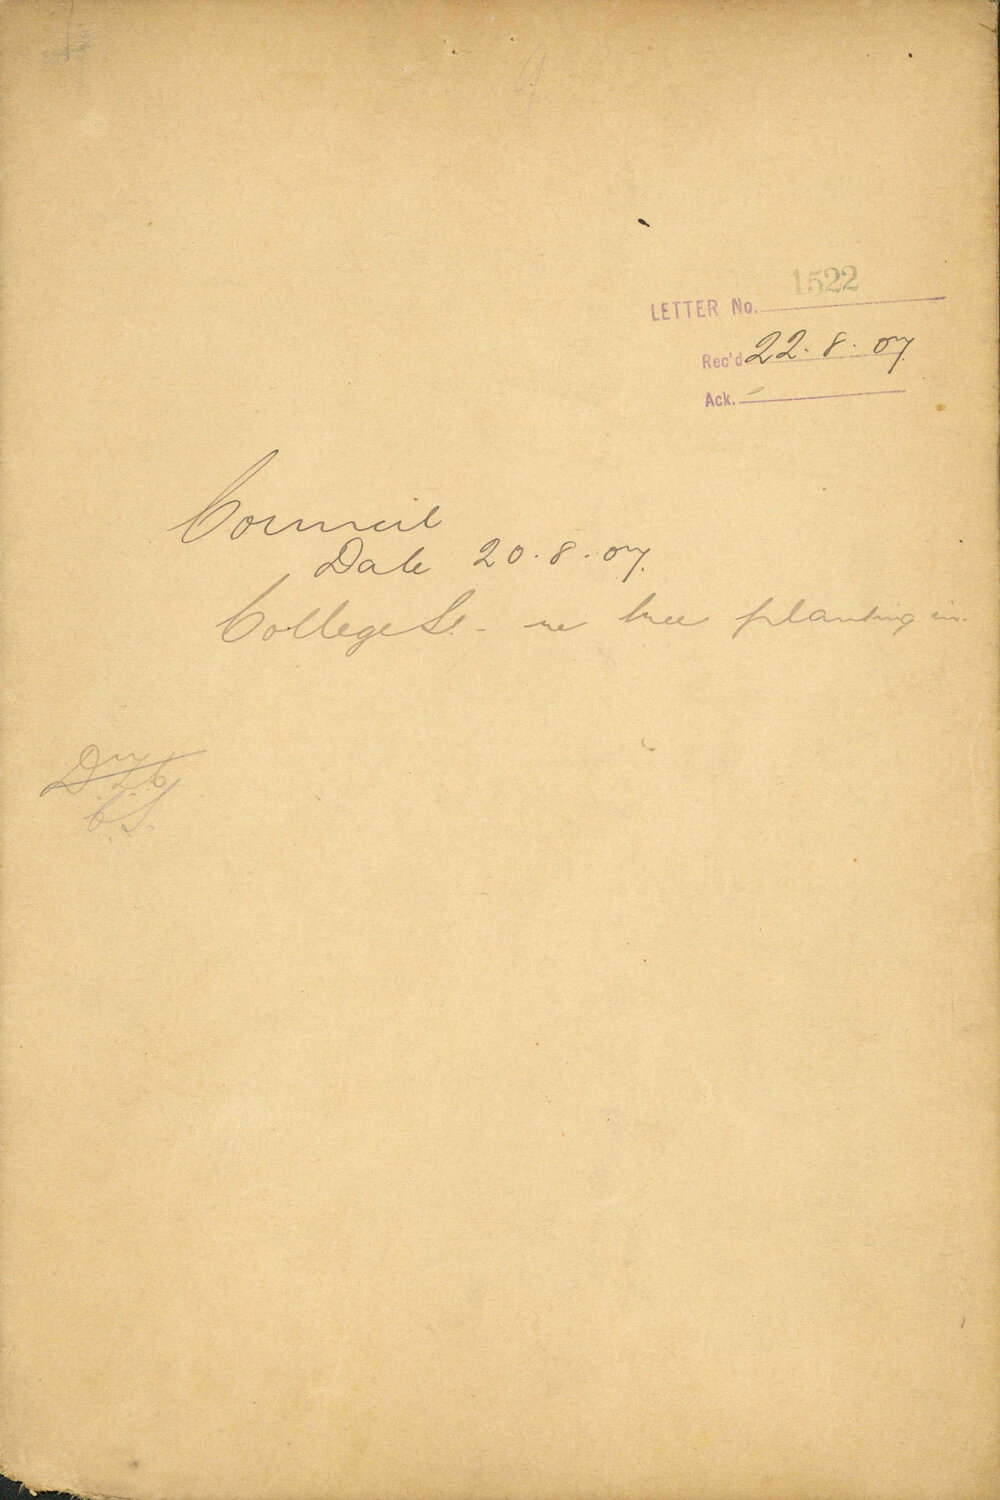 1522
LETTER No.
Rec'd 22.8.07
Ack. -
Council
Date 20.8.07.
College St. - re tree planting in.
C.S.